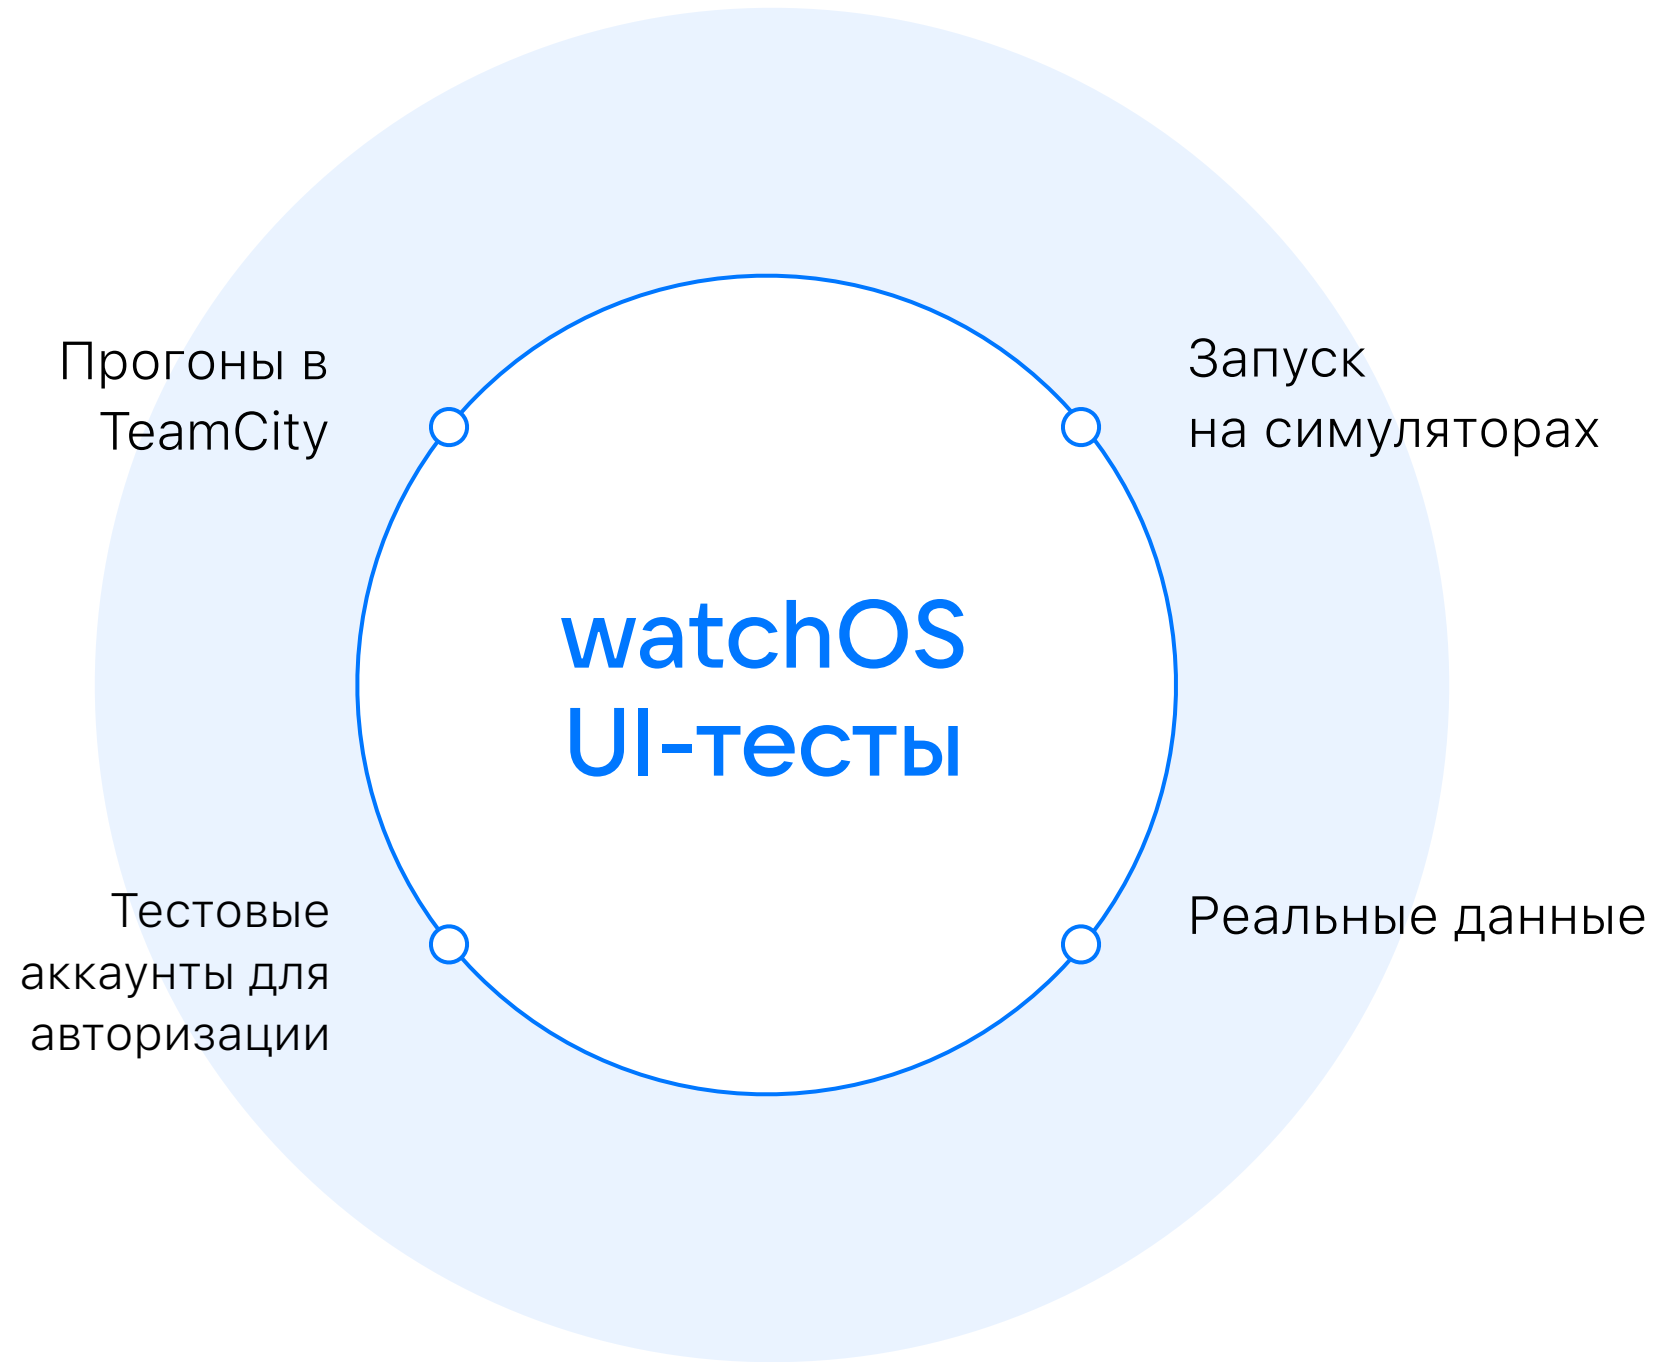 Прогоны в
TeamCity
Запуск
на симуляторах
watchOS
UI-тесты
Тестовые
аккаунты для
авторизации
Реальные данные